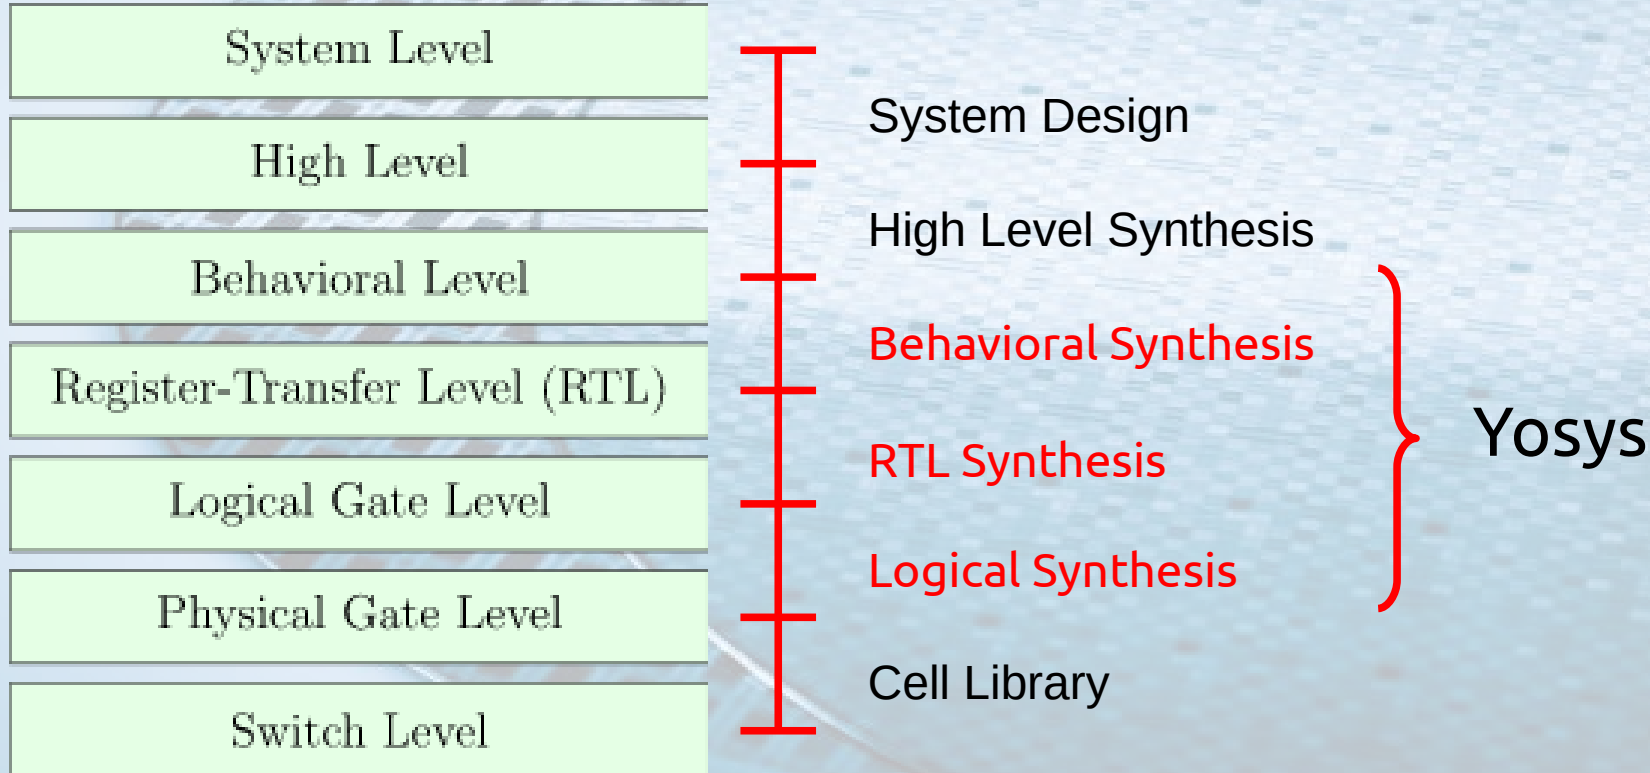 System Level
High Level
Behavioral Level
Register-Transfer Level (RTL)
Logical Gate Level
Physical Gate Level
Switch Level
System Design
High Level Synthesis
Behavioral Synthesis
RTL Synthesis
Logical Synthesis
Cell Library
Yosys